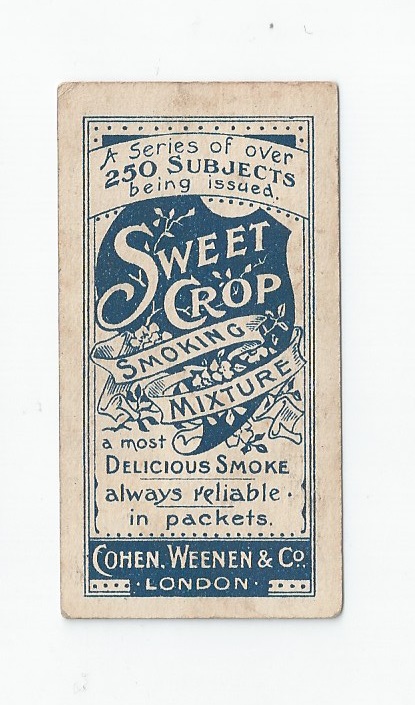 A Series of over
250 SUBJECTS
being issued.
SWEET
CROP
SMOKING
MIXTURE
a most
DELICIOUS SMOKE
always reliable.
in packets.
COHEN, WEENEN & Co.
· LONDON ·